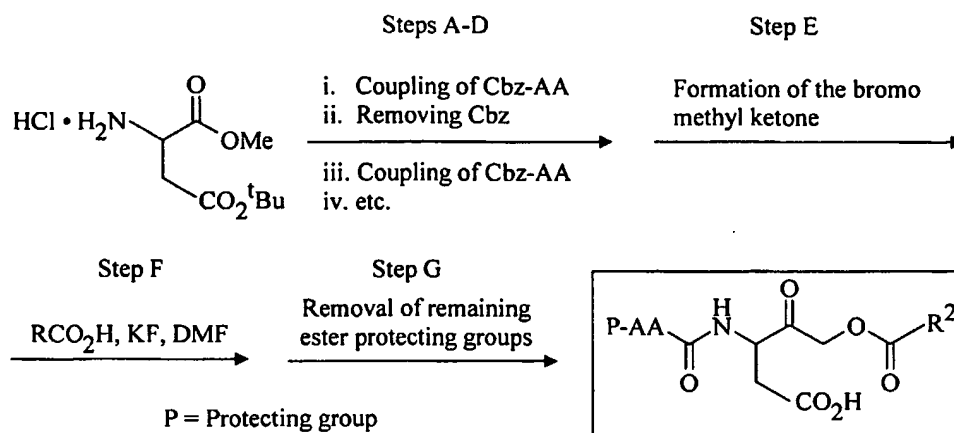 Steps A-D
Step E
HCl • H2N
O
OMe
CO2tBu
i. Coupling of Cbz-AA
ii. Removing Cbz
iii. Coupling of Cbz-AA
iv. etc.
Formation of the bromo
methyl ketone
Step F
RCO2H, KF, DMF
Step G
Removal of remaining
ester protecting groups
P-AA
O
H
N
O
O
R2
O
CO2H
P = Protecting group